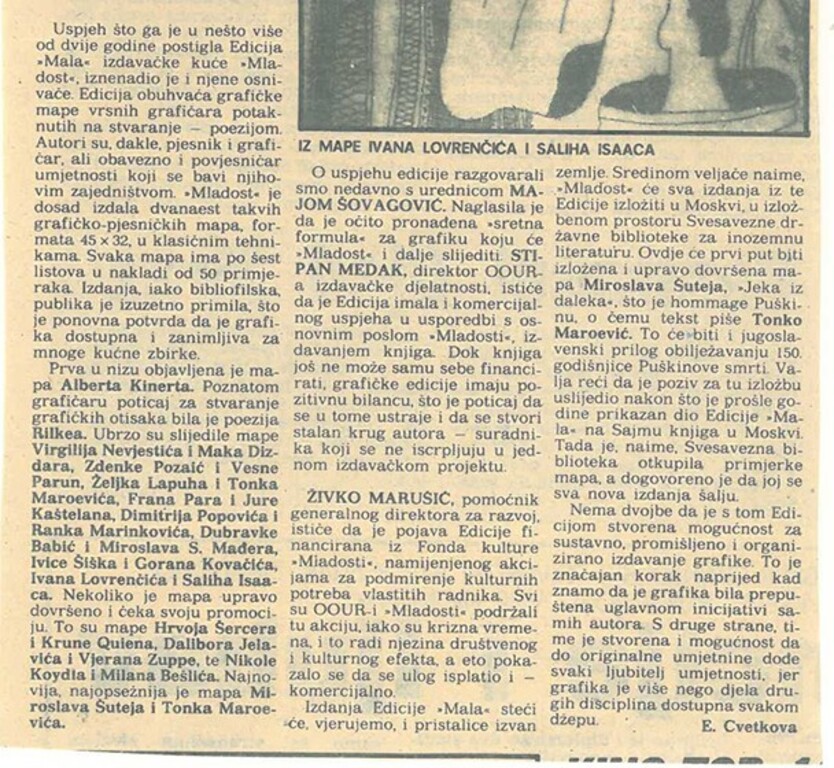 Uspjeh što ga je u nešto više
od dvije godine postigla Edicija
»Mala« izdavačke kuće »Mla-
dost«, iznenadio je i njene osni-
vače. Edicija obuhvaća grafičke
mape vrsnih grafičara potak-
nutih na stvaranje — poezijom.
Autori su, dakle, pjesnik i grafi-
čar, ali obavezno i povjesničar
umjetnosti koji se bavi njiho-
vim zajedništvom. »Mladost« je
dosad izdala dvanaest takvih
grafičko-pjesničkih mapa, for-
mata 45 × 32, u klasičnim tehni-
kama. Svaka mapa ima po šest
listova u nakladi od 50 primje-
raka. Izdanja, iako bibliofilska,
publika je izuzetno primila, što
je ponovna potvrda da je grafi-
ka dostupna i zanimljiva za
mnoge kućne zbirke.
Prva u nizu objavljena je ma-
pa Alberta Kinerta. Poznatom
grafičaru poticaj za stvaranje
grafičkih otisaka bila je poezija
Rilkea. Ubrzo su slijedile mape
Virgilija Nevjestića i Maka Diz-
dara, Zdenke Pozaić i Vesne
Parun, Željka Lapuha i Tonka
Maroevića, Frana Para i Jure
Kaštelana, Dimitrija Popovića i
Ranka Marinkovića, Dubravke
Babić i Miroslava S. Mađera,
Ivice Šiška i Gorana Kovačića,
Ivana Lovrenčića i Saliha Isaa-
ca. Nekoliko je mapa upravo
dovršeno i čeka svoju promoci-
ju. To su mape Hrvoja Šercera
i Krune Quiena, Dalibora Jela-
vića i Vjerana Zuppe, te Nikole
Koydla i Milana Bešlića. Najno-
vija, najopsežnija je mapa Mi-
roslava Šuteja i Tonka Maroe-
vića.
IZ MAPE IVANA LOVRENČIĆA I SALIHA ISAACA
O uspjehu edicije razgovarali
smo nedavno s urednicom MA-
JOM ŠOVAGOVIĆ. Naglasila je
da je očito pronađena »sretna
formula« za grafiku koju će
»Mladost« i dalje slijediti. STI-
PAN MEDAK, direktor OOUR-
a izdavačke djelatnosti, ističe
da je Edicija imala i komercijal-
nog uspjeha u usporedbi s os-
novnim poslom »Mladosti«, iz-
davanjem knjiga. Dok knjiga
još ne može samu sebe financi-
rati, grafičke edicije imaju po-
zitivnu bilancu, što je poticaj da
se u tome ustraje i da se stvori
stalan krug autora — suradni-
ka koji se ne iscrpljuju u jed-
nom izdavačkom projektu.
ŽIVKO MARUŠIĆ, pomoćnik
generalnog direktora za razvoj,
ističe da je pojava Edicije fi-
nancirana iz Fonda kulture
»Mladosti«, namijenjenog akci-
jama za podmirenje kulturnih
potreba vlastitih radnika. Svi
su OOUR-i »Mladosti« podržali
tu akciju, iako su krizna vreme-
na, i to radi njezina društvenog
i kulturnog efekta, a eto poka-
zalo se da se ulog isplatio i —
komercijalno.
Izdanja Edicije »Mala« steći
će, vjerujemo, i pristalice izvan
zemlje. Sredinom veljače naime,
»Mladost« će sva izdanja iz te
Edicije izložiti u Moskvi, u izlož-
benom prostoru Svesavezne dr-
žavne biblioteke za inozemnu
literaturu. Ovdje će prvi put biti
izložena i upravo dovršena ma-
pa Miroslava Šuteja, »Jeka iz
daleka«, što je hommage Puški-
nu, o čemu tekst piše Tonko
Maroević. To će biti i jugosla-
venski prilog obilježavanju 150.
godišnjice Puškinove smrti. Va-
lja reći da je poziv za tu izložbu
uslijedio nakon što je prošle go-
dine prikazan dio Edicije »Ma-
la« na Sajmu knjiga u Moskvi.
Tada je, naime, Svesavezna bi-
blioteka otkupila primjerke
mapa, a dogovoreno je da joj se
sva nova izdanja šalju.
Nema dvojbe da je s tom Edi-
cijom stvorena mogućnost za
sustavno, promišljeno i organi-
zirano izdavanje grafike. To je
značajan korak naprijed kad
znamo da je grafika bila prepu-
štena uglavnom inicijativi sa-
mih autora. S druge strane, ti-
me je stvorena i mogućnost da
do originalne umjetnine dođe
svaki ljubitelj umjetnosti, jer
grafika je više nego djela dru-
gih disciplina dostupna svakom
džepu.
E. Cvetkova